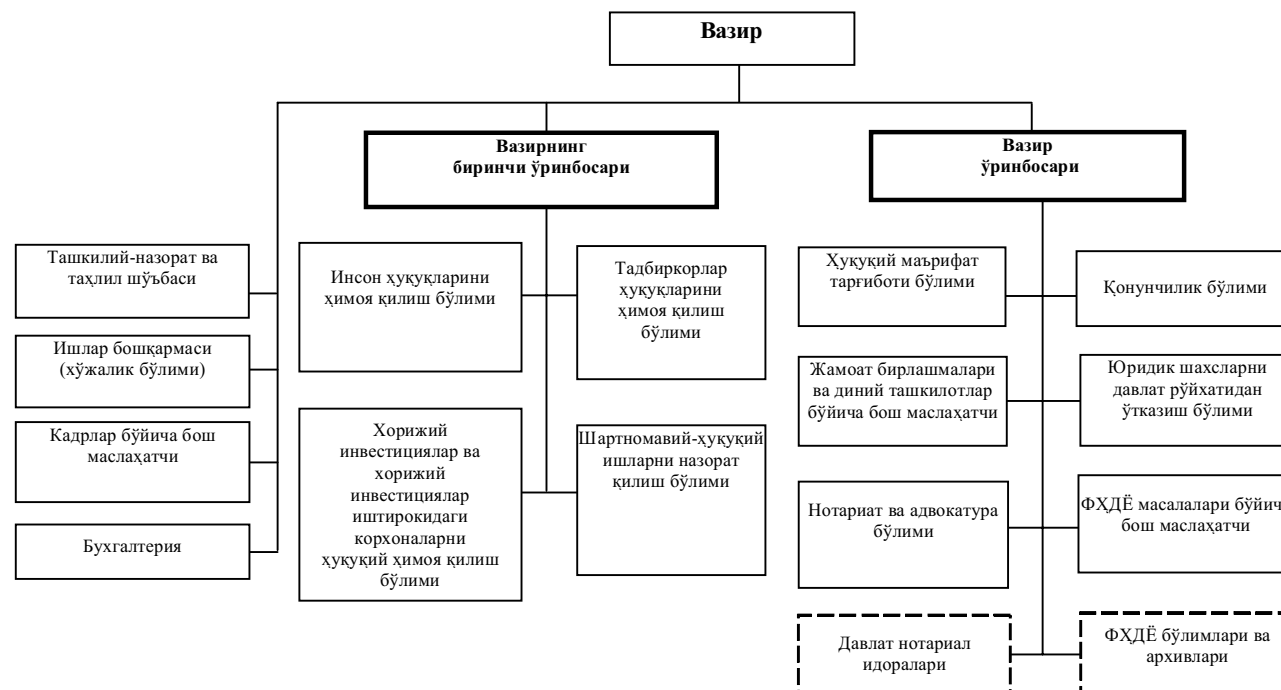 Вазир
Вазирнинг
биринчи ўринбосари
Вазир
ўринбосари
Ташкилий-назорат ва
таҳлил шўъбаси
Ишлар бошқармаси
(хўжалик бўлими)
Кадрлар бўйича бош
маслаҳатчи
Бухгалтерия
Инсон ҳуқуқларини
ҳимоя қилиш бўлими
Тадбиркорлар
ҳуқуқларини
ҳимоя қилиш
бўлими
Хорижий
инвестициялар ва
хорижий
инвестициялар
иштирокидаги
корхоналарни
ҳуқуқий ҳимоя қилиш
бўлими
Шартномавий-ҳуқуқий
ишларни назорат
қилиш бўлими
Ҳуқуқий маърифат
тарғиботи бўлими
Қонунчилик бўлими
Жамоат бирлашмалари
ва диний ташкилотлар
бўйича бош маслаҳатчи
Юридик шахсларни
давлат рўйхатидан
ўтказиш бўлими
Нотариат ва адвокатура
бўлими
ФҲДЁ масалалари бўйич
бош маслаҳатчи
Давлат нотариал
идоралари
ФҲДЁ бўлимлари ва
архивлари